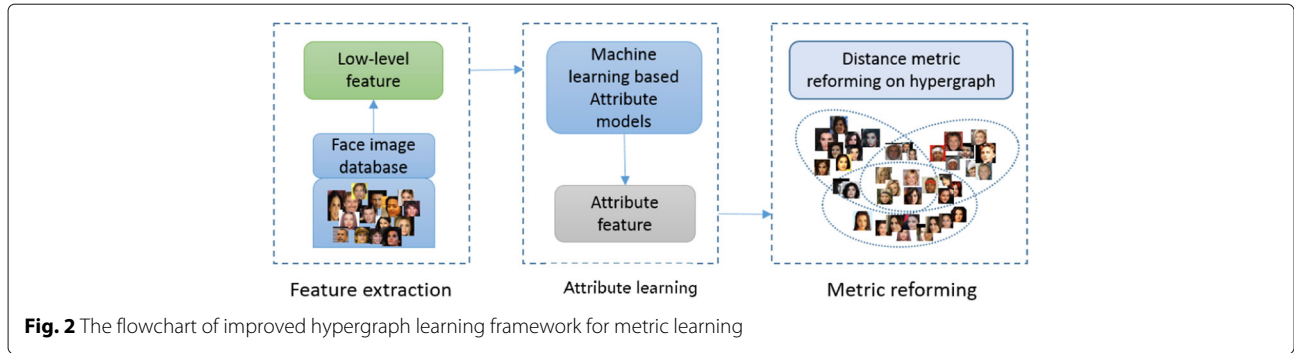 Low-level
feature
Face image
database
Feature extraction
Machine
learning based
Attribute
models
Attribute
feature
Attribute learning
Distance metric
reforming on hypergraph
Metric reforming
Fig. 2 The flowchart of improved hypergraph learning framework for metric learning